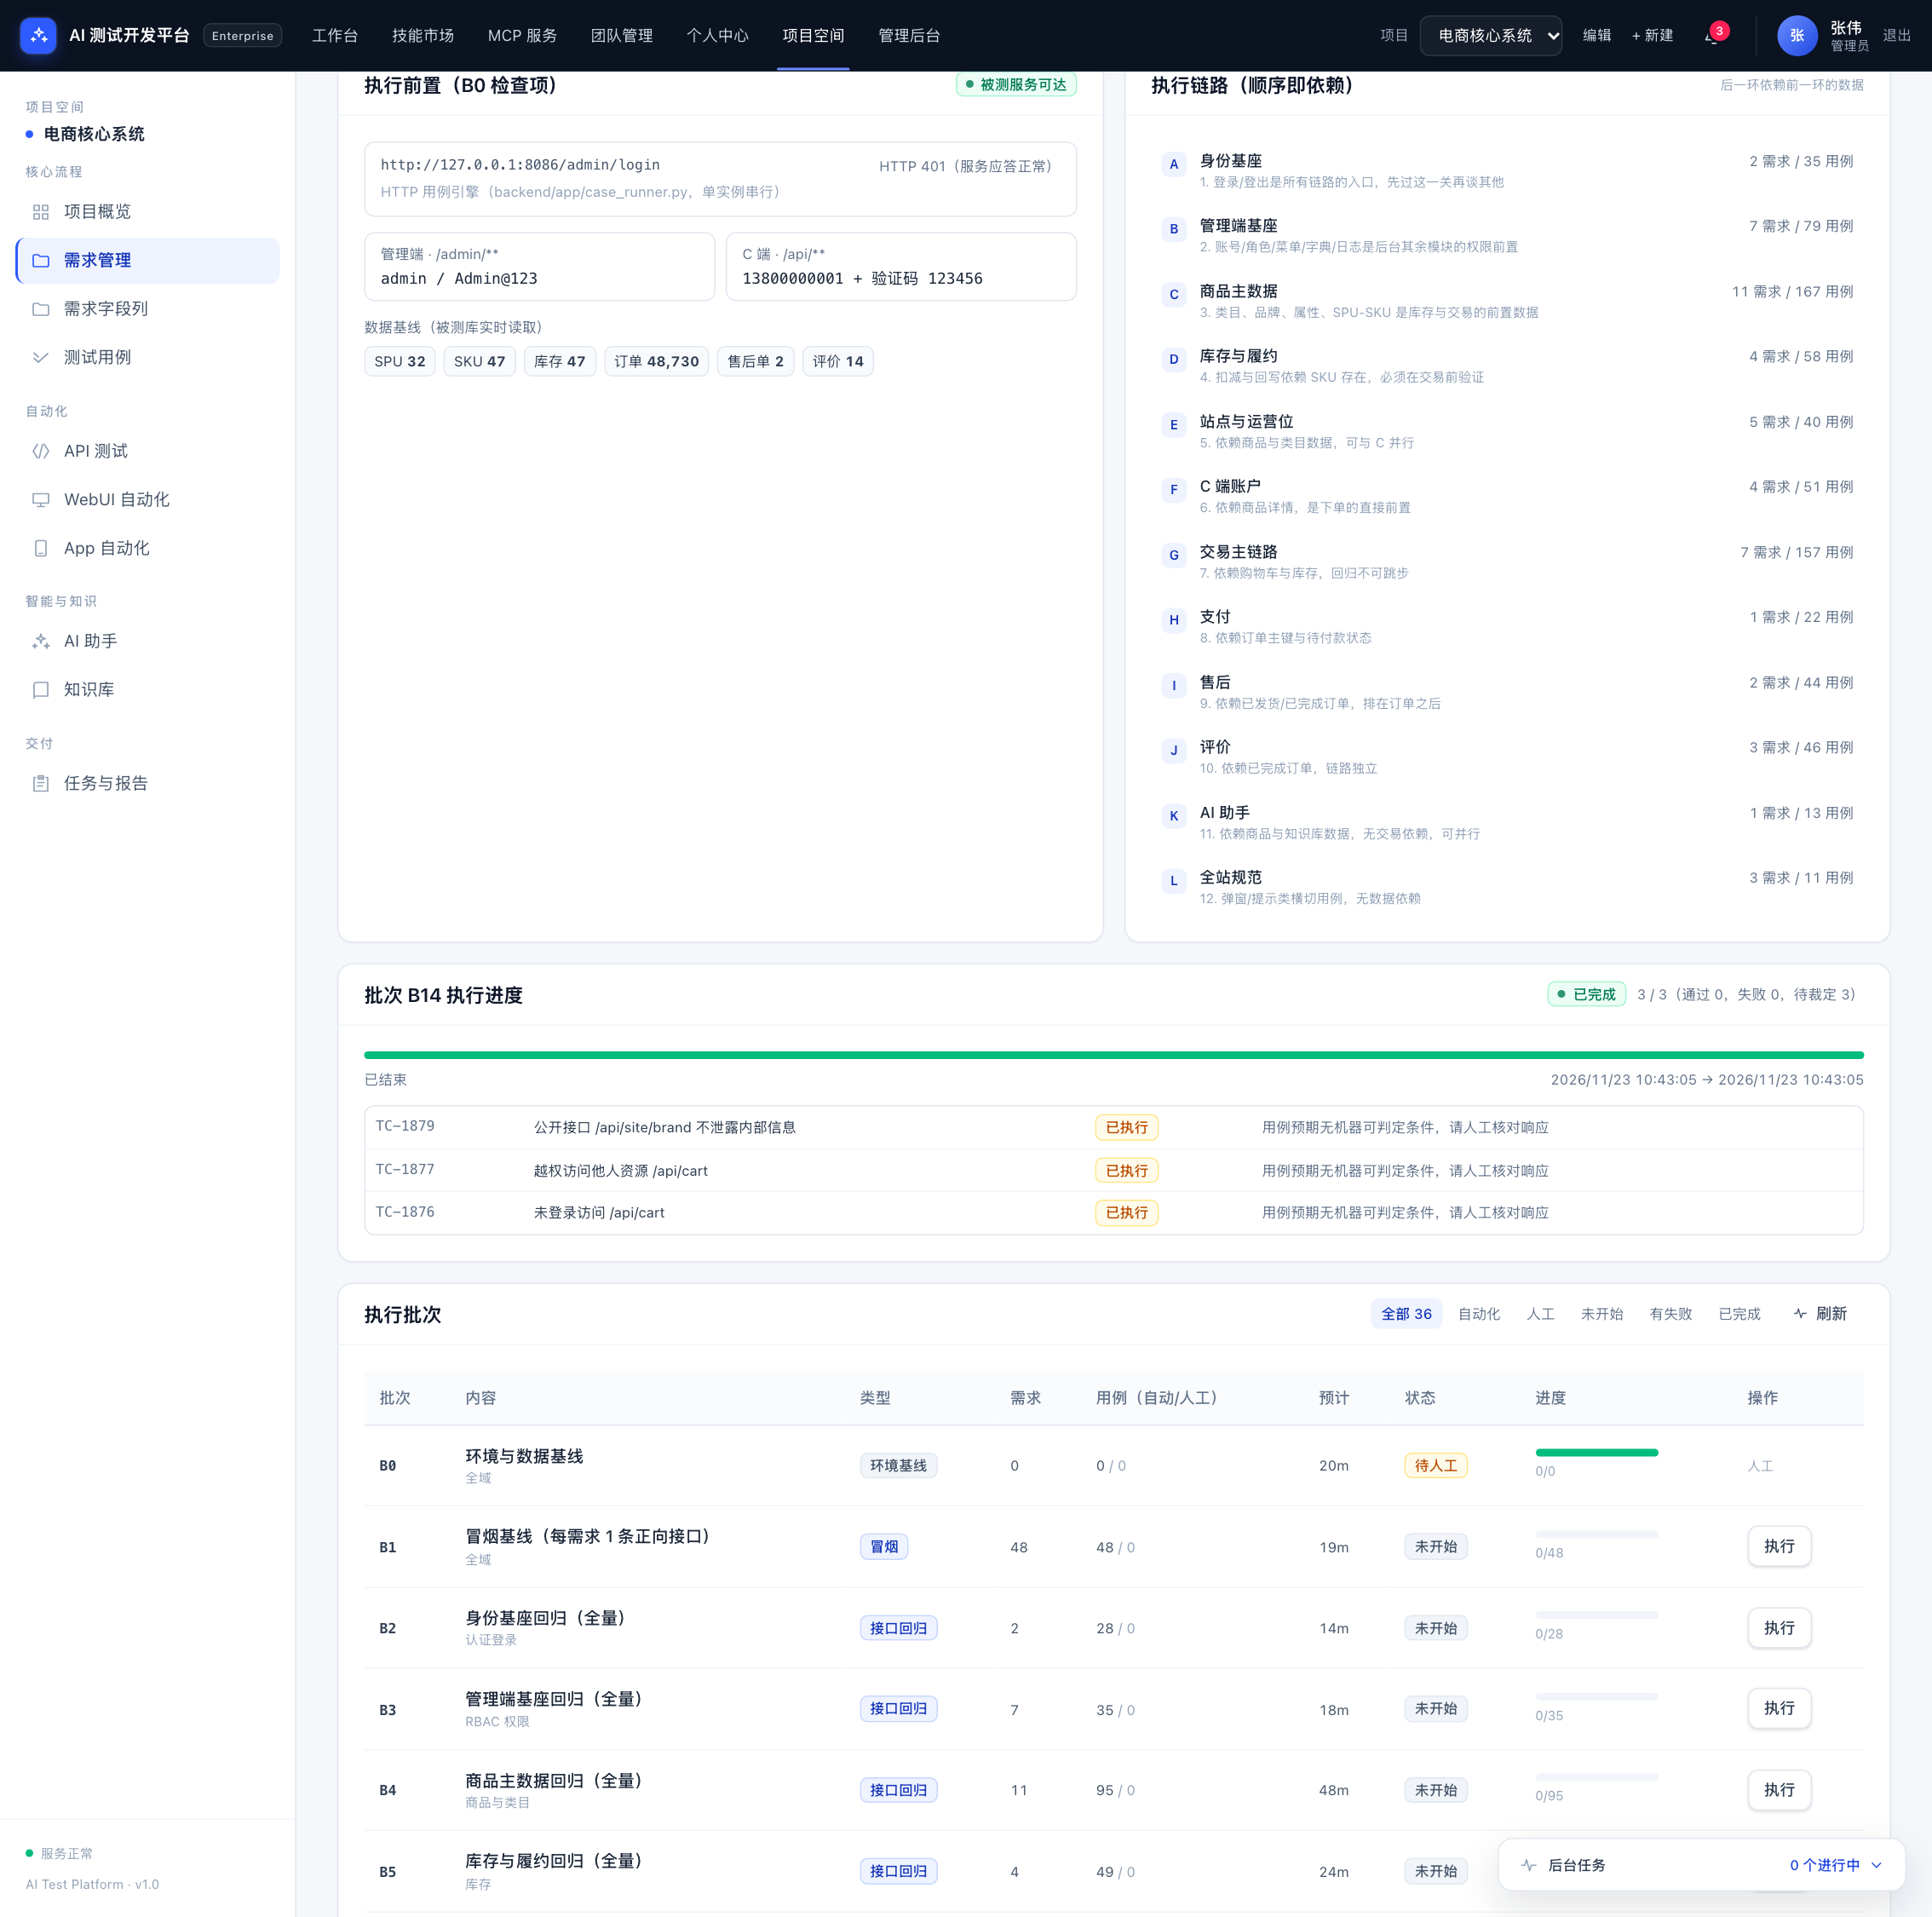 AI 测试开发平台 Enterprise 工作台 技能市场 MCP 服务 团队管理 个人中心 项目空间 管理后台 项目 电商核心系统 编辑 + 新建 3 张 张伟 管理员 退出
项目空间
电商核心系统
核心流程
项目概览
需求管理
需求字段列
测试用例
自动化
API 测试
WebUI 自动化
App 自动化
智能与知识
AI 助手
知识库
交付
任务与报告
服务正常
AI Test Platform · v1.0
执行前置（B0 检查项） 被测服务可达
http://127.0.0.1:8086/admin/login HTTP 401（服务应答正常）
HTTP 用例引擎（backend/app/case_runner.py，单实例串行）
管理端 · /admin/**
admin / Admin@123
C 端 · /api/**
13800000001 + 验证码 123456
数据基线（被测库实时读取）
SPU 32 SKU 47 库存 47 订单 48,730 售后单 2 评价 14
执行链路（顺序即依赖） 后一环依赖前一环的数据
A 身份基座 2 需求 / 35 用例
1. 登录/登出是所有链路的入口，先过这一关再谈其他
B 管理端基座 7 需求 / 79 用例
2. 账号/角色/菜单/字典/日志是后台其余模块的权限前置
C 商品主数据 11 需求 / 167 用例
3. 类目、品牌、属性、SPU-SKU 是库存与交易的前置数据
D 库存与履约 4 需求 / 58 用例
4. 扣减与回写依赖 SKU 存在，必须在交易前验证
E 站点与运营位 5 需求 / 40 用例
5. 依赖商品与类目数据，可与 C 并行
F C 端账户 4 需求 / 51 用例
6. 依赖商品详情，是下单的直接前置
G 交易主链路 7 需求 / 157 用例
7. 依赖购物车与库存，回归不可跳步
H 支付 1 需求 / 22 用例
8. 依赖订单主键与待付款状态
I 售后 2 需求 / 44 用例
9. 依赖已发货/已完成订单，排在订单之后
J 评价 3 需求 / 46 用例
10. 依赖已完成订单，链路独立
K AI 助手 1 需求 / 13 用例
11. 依赖商品与知识库数据，无交易依赖，可并行
L 全站规范 3 需求 / 11 用例
12. 弹窗/提示类横切用例，无数据依赖
批次 B14 执行进度 已完成 3 / 3（通过 0，失败 0，待裁定 3）
已结束 2026/11/23 10:43:05 → 2026/11/23 10:43:05
TC-1879 公开接口 /api/site/brand 不泄露内部信息 已执行 用例预期无机器可判定条件，请人工核对响应
TC-1877 越权访问他人资源 /api/cart 已执行 用例预期无机器可判定条件，请人工核对响应
TC-1876 未登录访问 /api/cart 已执行 用例预期无机器可判定条件，请人工核对响应
执行批次 全部 36 自动化 人工 未开始 有失败 已完成 刷新
批次 内容 类型 需求 用例（自动/人工） 预计 状态 进度 操作
B0 环境与数据基线 环境基线 0 0 / 0 20m 待人工 0/0 人工
全域
B1 冒烟基线（每需求 1 条正向接口） 冒烟 48 48 / 0 19m 未开始 0/48 执行
全域
B2 身份基座回归（全量） 接口回归 2 28 / 0 14m 未开始 0/28 执行
认证登录
B3 管理端基座回归（全量） 接口回归 7 35 / 0 18m 未开始 0/35 执行
RBAC 权限
B4 商品主数据回归（全量） 接口回归 11 95 / 0 48m 未开始 0/95 执行
商品与类目
B5 库存与履约回归（全量） 接口回归 4 49 / 0 24m 未开始
库存
后台任务 0 个进行中